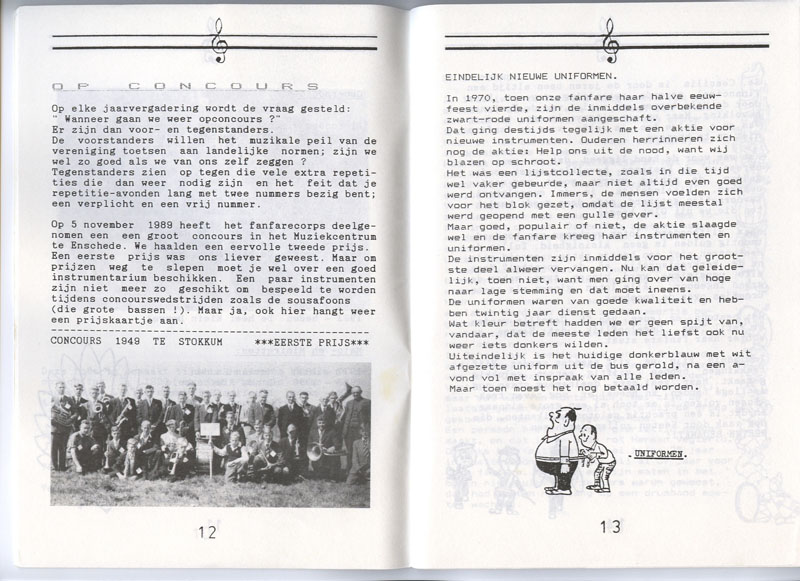 OP CONCOURS
Op elke jaarvergadering wordt de vraag gesteld:
" Wanneer gaan we weer opconcours ?"
Er zijn dan voor- en tegenstanders.
De voorstanders willen het muzikale peil van de
vereniging toetsen aan landelijke normen; zijn we
wel zo goed als we van ons zelf zeggen ?
Tegenstanders zien op tegen die vele extra repeti-
ties die dan weer nodig zijn en het feit dat je
repetitie-avonden lang met twee nummers bezig bent;
een verplicht en een vrij nummer.
Op 5 november 1989 heeft het fanfarecorps deelge-
nomen een een groot concours in het Muziekcentrum
te Enschede. We haalden een eervolle tweede prijs.
Een eerste prijs was ons liever geweest. Maar om
prijzen weg te slepen moet je wel over een goed
instrumentarium beschikken. Een paar instrumenten
zijn niet meer zo geschikt om bespeeld te worden
tijdens concourswedstrijden zoals de sousafoons
(die grote bassen !). Maar ja, ook hier hangt weer
een prijskaartje aan.
CONCOURS 1949 TE STOKKUM ***EERSTE PRIJS***
12
EINDELIJK NIEUWE UNIFORMEN.
In 1970, toen onze fanfare haar halve eeuw-
feest vierde, zijn de inmiddels overbekende
zwart-rode uniformen aangeschaft.
Dat ging destijds tegelijk met een aktie voor
nieuwe instrumenten. Ouderen herrinneren zich
nog de aktie: Help ons uit de nood, want wij
blazen op schroot.
Het was een lijstcollecte, zoals in die tijd
wel vaker gebeurde, maar niet altijd even goed
werd ontvangen. Immers, de mensen voelden zich
voor het blok gezet, omdat de lijst meestal
werd geopend met een gulle gever.
Maar goed, populair of niet, de aktie slaagde
wel en de fanfare kreeg haar instrumenten en
uniformen.
De instrumenten zijn inmiddels voor het groot-
ste deel alweer vervangen. Nu kan dat geleide-
lijk, toen niet, want men ging over van hoge
naar lage stemming en dat moet ineens.
De uniformen waren van goede kwaliteit en heb-
ben twintig jaar dienst gedaan.
Wat kleur betreft hadden we er geen spijt van,
vandaar, dat de meeste leden het liefst ook nu
weer iets donkers wilden.
Uiteindelijk is het huidige donkerblauw met wit
afgezette uniform uit de bus gerold, na een a-
vond vol met inspraak van alle leden.
Maar toen moest het nog betaald worden.
.UNIFORMEN.
13